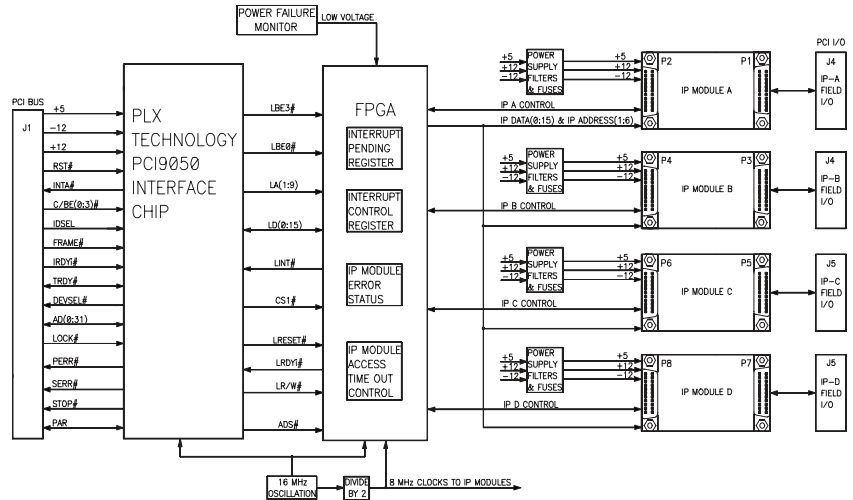 POWER FAILURE
MONITOR
LOW VOLTAGE
PCI BUS
J1
+5
-12
+12
RST#
INTA#
C/BE(0:3)#
IDSEL
FRAME#
IRDYi#
TRDY#
DEVSEL#
AD(0:31)
LOCK#
PERR#
SERR#
STOP#
PAR
PLX
TECHNOLOGY
PCI9050
INTERFACE
CHIP
LBE3#
LBE0#
LA(1:9)
LD(0:15)
LINT#
CS1#
LRESET#
LRDYi#
LR/W#
ADS#
FPGA
INTERRUPT
PENDING
REGISTER
INTERRUPT
CONTROL
REGISTER
IP MODULE
ERROR
STATUS
IP MODULE
ACCESS
TIME OUT
CONTROL
16 MHz
OSCILLATION
DIVIDE
BY 2
8 MHz CLOCKS TO IP MODULES
+5
+12
-12
POWER
SUPPLY
FILTERS
& FUSES
+5
+12
-12
IP A CONTROL
IP DATA(0:15) & IP ADDRESS(1:6)
P2
P1
IP MODULE A
PCI I/O
J4
IP-A
FIELD
I/O
+5
+12
-12
POWER
SUPPLY
FILTERS
& FUSES
+5
+12
-12
IP B CONTROL
P4
P3
IP MODULE B
J4
IP-B
FIELD
I/O
+5
+12
-12
POWER
SUPPLY
FILTERS
& FUSES
+5
+12
-12
IP C CONTROL
P6
P5
IP MODULE C
J5
IP-C
FIELD
I/O
+5
+12
-12
POWER
SUPPLY
FILTERS
& FUSES
+5
+12
-12
IP D CONTROL
P8
P7
IP MODULE D
J5
IP-D
FIELD
I/O